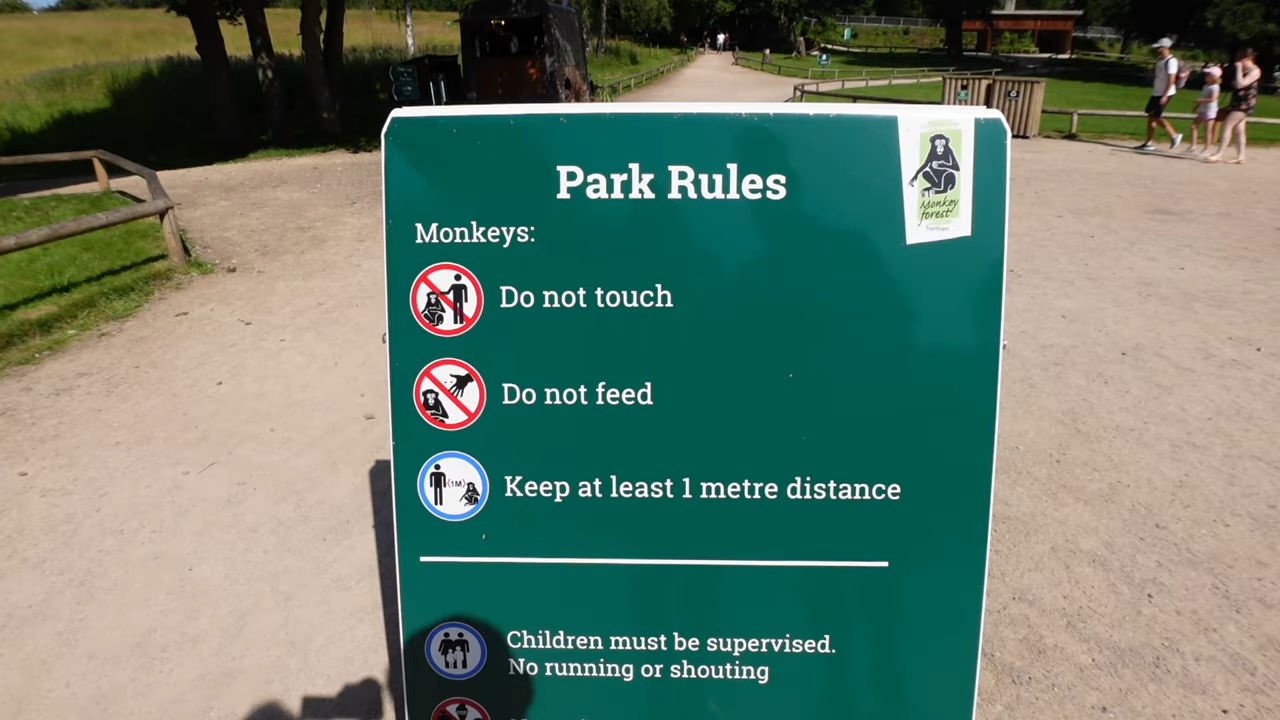 Park Rules
Monkey
forest
Monkeys:
Do not touch
Do not feed
(1M)
Keep at least 1 metre distance
Children must be supervised.
No running or shouting